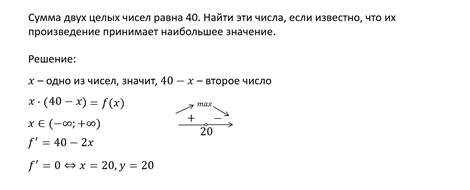 Сумма двух целых чисел равна 40. Найти эти числа, если известно, что их
произведение принимает наибольшее значение.
Решение:
x – одно из чисел, значит, 40 − x – второе число
x · (40 − x) = f(x)
x ∈ (−∞; +∞)
f′ = 40 − 2x
f′ = 0 ⇔ x = 20, y = 20
max
+ −
20